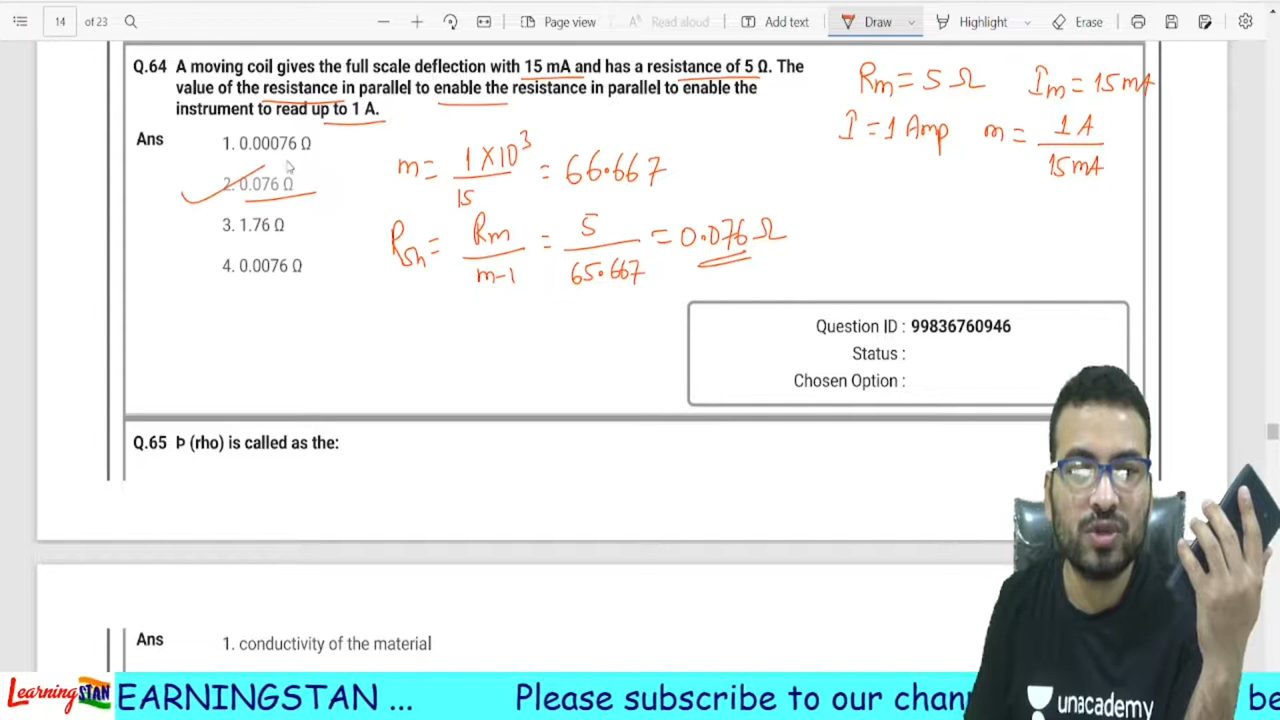 14 of 23 Page view Read aloud Add text Draw Highlight Erase
Q.64 A moving coil gives the full scale deflection with 15 mA and has a resistance of 5 Ω. The
value of the resistance in parallel to enable the resistance in parallel to enable the
instrument to read up to 1 A.
Ans 1. 0.00076 Ω
2. 0.076 Ω
3. 1.76 Ω
4. 0.0076 Ω
Rm = 5 Ω Im = 15 mA
I = 1 Amp m = 1 A / 15 mA
m = 1 X 10³ / 15 = 66.667
Rsh = Rm / m-1 = 5 / 65.667 = 0.076 Ω
Question ID : 99836760946
Status :
Chosen Option :
Q.65 Þ (rho) is called as the:
Ans 1. conductivity of the material
Learning STAN EARNINGSTAN ... Please subscribe to our chan be
unacademy